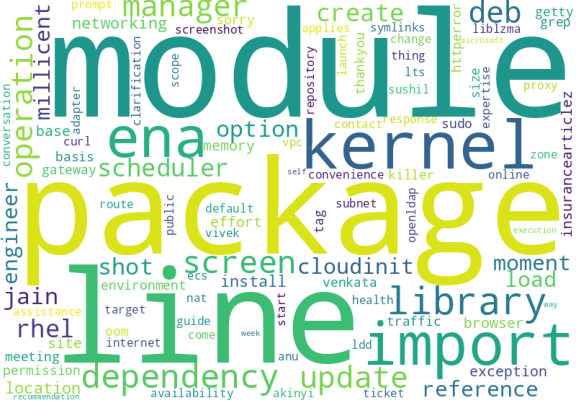 prompt
manager
create
deb
getty
networking
sorry
symlinks
grep
screenshot
applies
change
liblzma
millicent
module
operation
conversation
adapter
clarification
scope
repository
launch
thankyou
thing
lts
sushil
httperror
size
expertise
proxy
microsoft
base
ena
option
contact
response
sudo
curl
memory
vpc
kernel
zone
basis
gateway
scheduler
self
convenience
killer
online
insurancearticlez
engineer
package
route
public
default
effort
vivek
tag
subnet
openldap
execution
shot
screen
cloudinit
moment
line
environment
ecs
install
venkata
load
jain
target
nat
start
health
library
way
assistance
rhel
oom
internet
guide
come
traffic
browser
site
week
import
meeting
anu
ldd
exception
permission
dependency
update
location
availability
akinyi
ticket
reference
recommendation